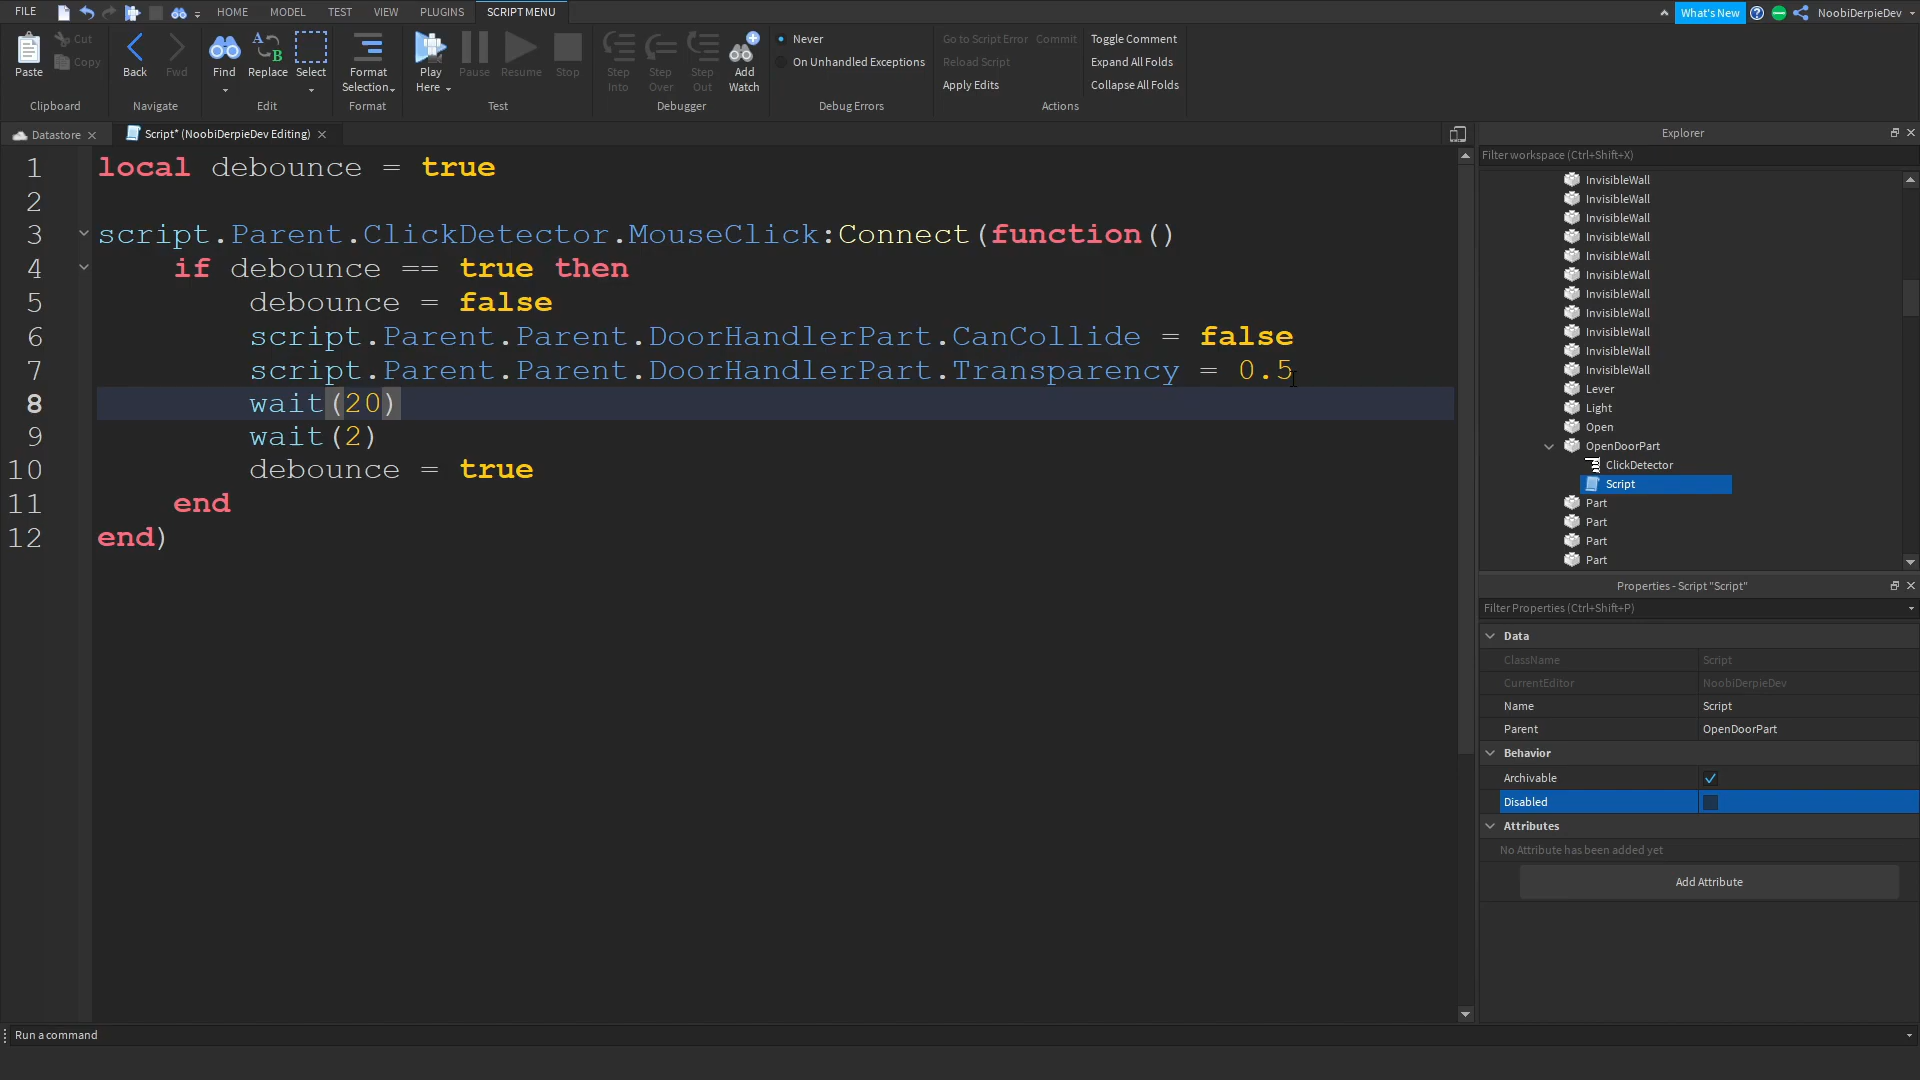 FILE HOME MODEL TEST VIEW PLUGINS SCRIPT MENU What's New NoobiDerpieDev
Paste Cut Copy Clipboard
Back Fwd Navigate
Find Replace Select Edit
Format Selection Format
Play Here Pause Resume Stop Test
Step Into Step Over Step Out Add Watch Debugger
Never
On Unhandled Exceptions
Debug Errors
Go to Script Error Commit Toggle Comment
Reload Script Expand All Folds
Apply Edits Collapse All Folds
Actions
Datastore Script* (NoobiDerpieDev Editing)
1 local debounce = true
2
3 script.Parent.ClickDetector.MouseClick:Connect(function()
4 if debounce == true then
5 debounce = false
6 script.Parent.Parent.DoorHandlerPart.CanCollide = false
7 script.Parent.Parent.DoorHandlerPart.Transparency = 0.5
8 wait(20)
9 wait(2)
10 debounce = true
11 end
12 end)
Explorer
Filter workspace (Ctrl+Shift+X)
InvisibleWall
InvisibleWall
InvisibleWall
InvisibleWall
InvisibleWall
InvisibleWall
InvisibleWall
InvisibleWall
InvisibleWall
InvisibleWall
InvisibleWall
Lever
Light
Open
OpenDoorPart
ClickDetector
Script
Part
Part
Part
Part
Properties - Script "Script"
Filter Properties (Ctrl+Shift+P)
Data
ClassName Script
CurrentEditor NoobiDerpieDev
Name Script
Parent OpenDoorPart
Behavior
Archivable
Disabled
Attributes
No Attribute has been added yet
Add Attribute
Run a command